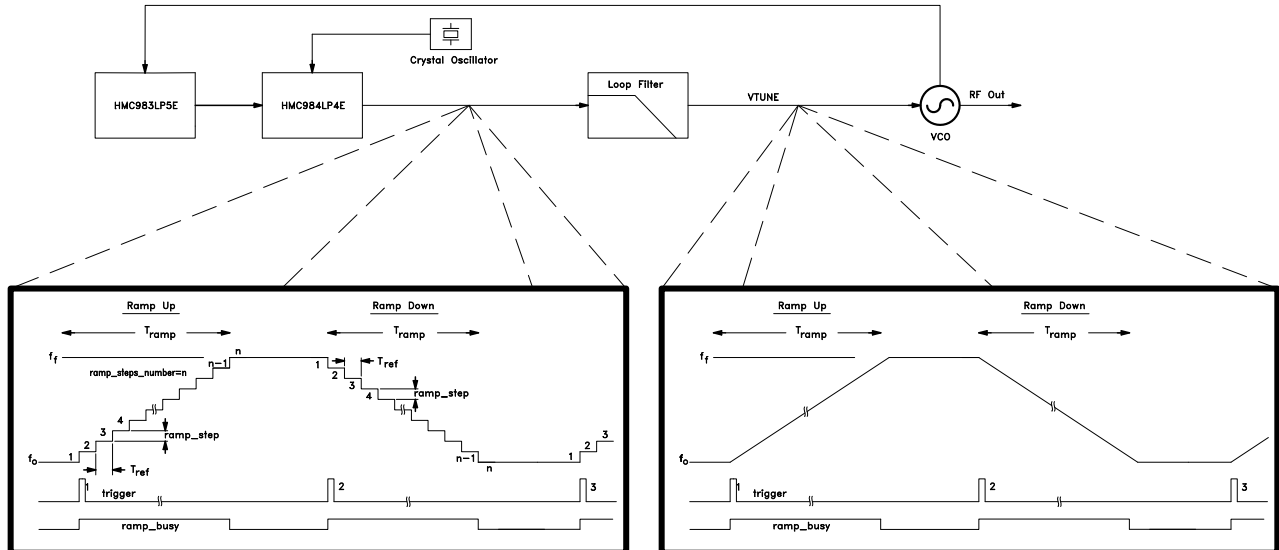 Crystal Oscillator
HMC983LP5E
HMC984LP4E
Loop Filter
VTUNE
RF Out
VCO
Ramp Up
Ramp Down
Tramp
Tramp
ff
n
n-1
ramp_steps_number=n
1
Tref
2
3
4
ramp_step
4
3
ramp_step
2
1
fo
Tref
n-1
n
1
2
3
1
trigger
2
3
ramp_busy
Ramp Up
Ramp Down
Tramp
Tramp
ff
fo
1
trigger
2
3
ramp_busy